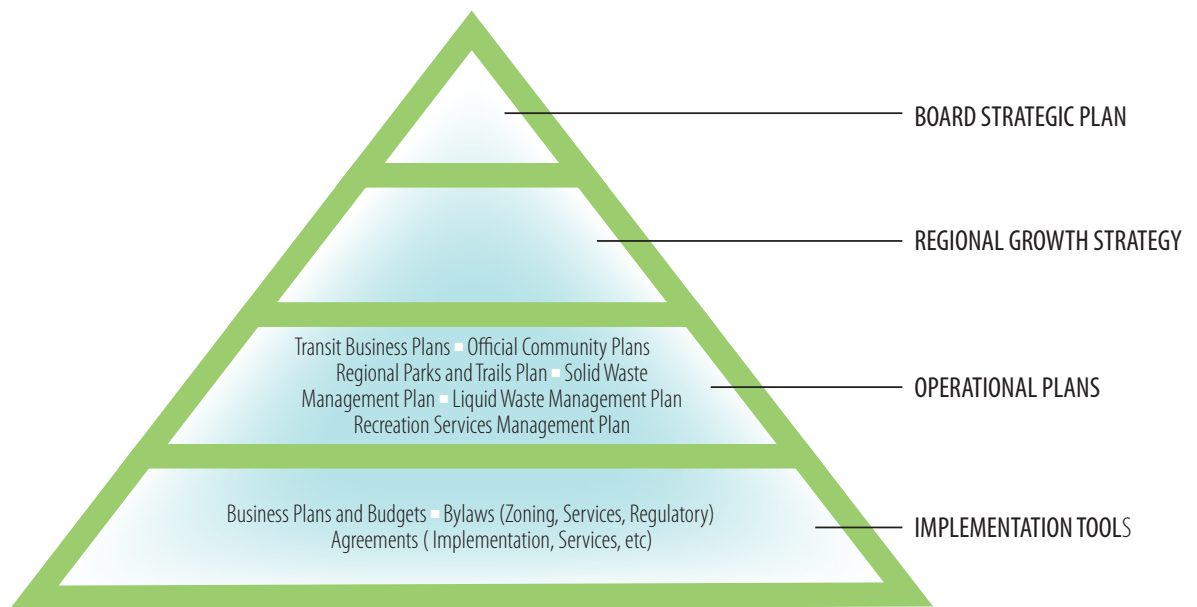 BOARD STRATEGIC PLAN
REGIONAL GROWTH STRATEGY
Transit Business Plans ▪ Official Community Plans
Regional Parks and Trails Plan ▪ Solid Waste
Management Plan ▪ Liquid Waste Management Plan
Recreation Services Management Plan
OPERATIONAL PLANS
Business Plans and Budgets ▪ Bylaws (Zoning, Services, Regulatory)
Agreements ( Implementation, Services, etc)
IMPLEMENTATION TOOLS